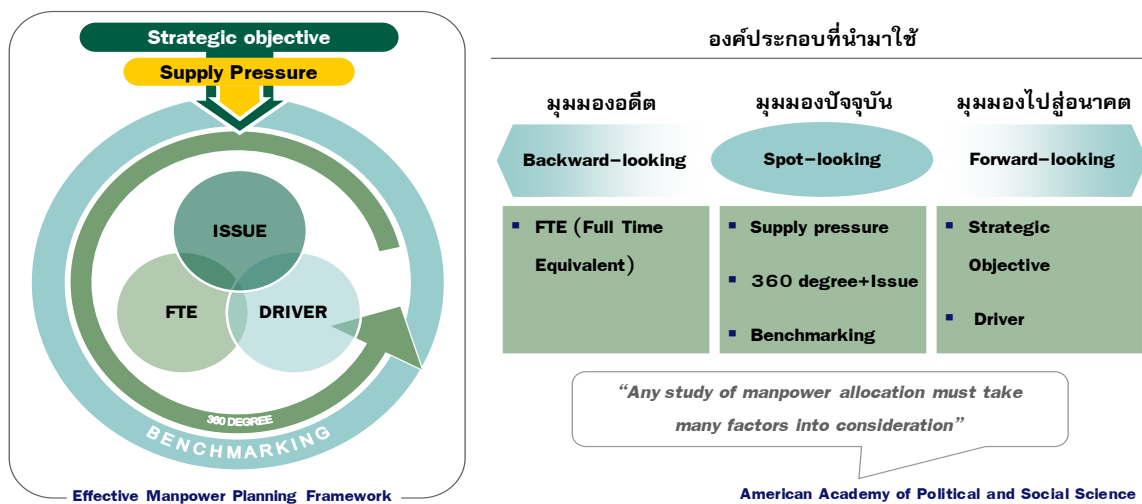 Strategic objective
Supply Pressure
ISSUE
FTE
DRIVER
360 DEGREE
BENCHMARKING
Effective Manpower Planning Framework
องค์ประกอบที่นำมาใช้
มุมมองอดีต
มุมมองปัจจุบัน
มุมมองไปสู่อนาคต
Backward-looking
Spot-looking
Forward-looking
▪ FTE (Full Time
Equivalent)
▪ Supply pressure
▪ 360 degree+Issue
▪ Benchmarking
▪ Strategic
Objective
▪ Driver
“Any study of manpower allocation must take
many factors into consideration”
American Academy of Political and Social Science